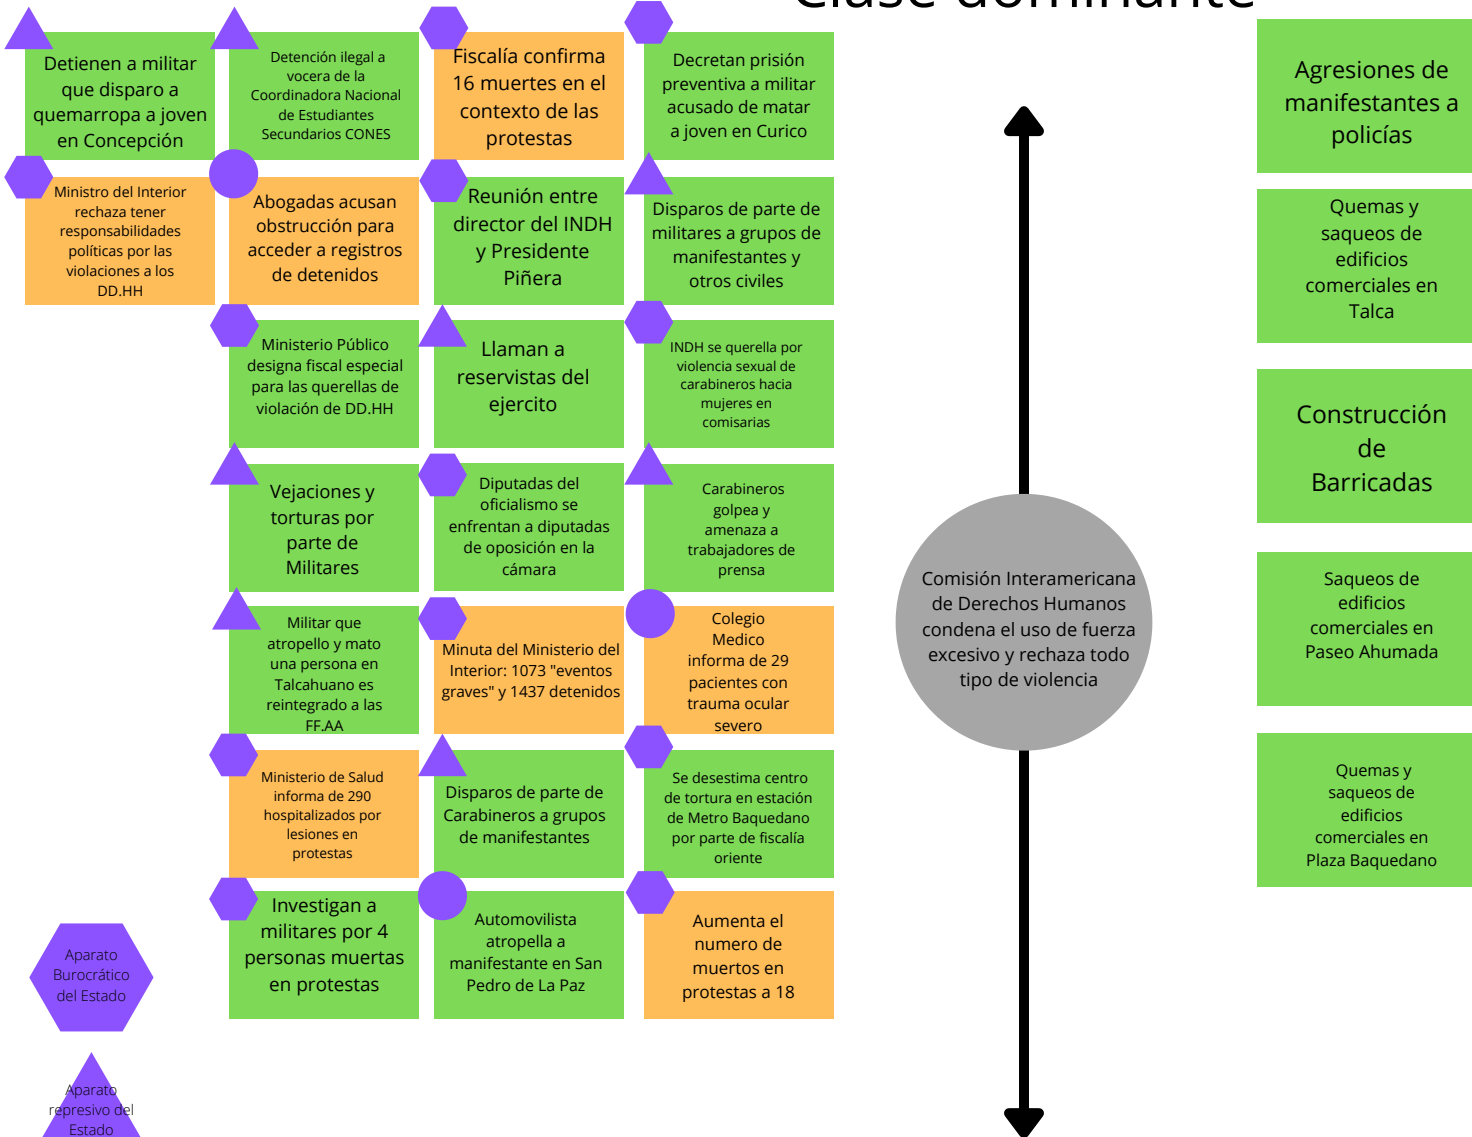 Clase dominante
Detienen a militar
que disparo a
quemarropa a joven
en Concepción
Detención ilegal a
vocera de la
Coordinadora Nacional
de Estudiantes
Secundarios CONES
Fiscalía confirma
16 muertes en el
contexto de las
protestas
Decretan prisión
preventiva a militar
acusado de matar
a joven en Curico
Ministro del Interior
rechaza tener
responsabilidades
políticas por las
violaciones a los
DD.HH
Abogadas acusan
obstrucción para
acceder a registros
de detenidos
Reunión entre
director del INDH
y Presidente
Piñera
Disparos de parte de
militares a grupos de
manifestantes y
otros civiles
Ministerio Público
designa fiscal especial
para las querellas de
violación de DD.HH
Llaman a
reservistas del
ejercito
INDH se querella por
violencia sexual de
carabineros hacia
mujeres en
comisarias
Vejaciones y
torturas por
parte de
Militares
Diputadas del
oficialismo se
enfrentan a diputadas
de oposición en la
cámara
Carabineros
golpea y
amenaza a
trabajadores de
prensa
Militar que
atropello y mato
una persona en
Talcahuano es
reintegrado a las
FF.AA
Minuta del Ministerio del
Interior: 1073 "eventos
graves" y 1437 detenidos
Colegio
Medico
informa de 29
pacientes con
trauma ocular
severo
Ministerio de Salud
informa de 290
hospitalizados por
lesiones en
protestas
Disparos de parte de
Carabineros a grupos
de manifestantes
Se desestima centro
de tortura en estación
de Metro Baquedano
por parte de fiscalía
oriente
Investigan a
militares por 4
personas muertas
en protestas
Automovilista
atropella a
manifestante en San
Pedro de La Paz
Aumenta el
numero de
muertos en
protestas a 18
Aparato
Burocrático
del Estado
Aparato
represivo del
Estado
Comisión Interamericana
de Derechos Humanos
condena el uso de fuerza
excesivo y rechaza todo
tipo de violencia
Agresiones de
manifestantes a
policías
Quemas y
saqueos de
edificios
comerciales en
Talca
Construcción
de
Barricadas
Saqueos de
edificios
comerciales en
Paseo Ahumada
Quemas y
saqueos de
edificios
comerciales en
Plaza Baquedano